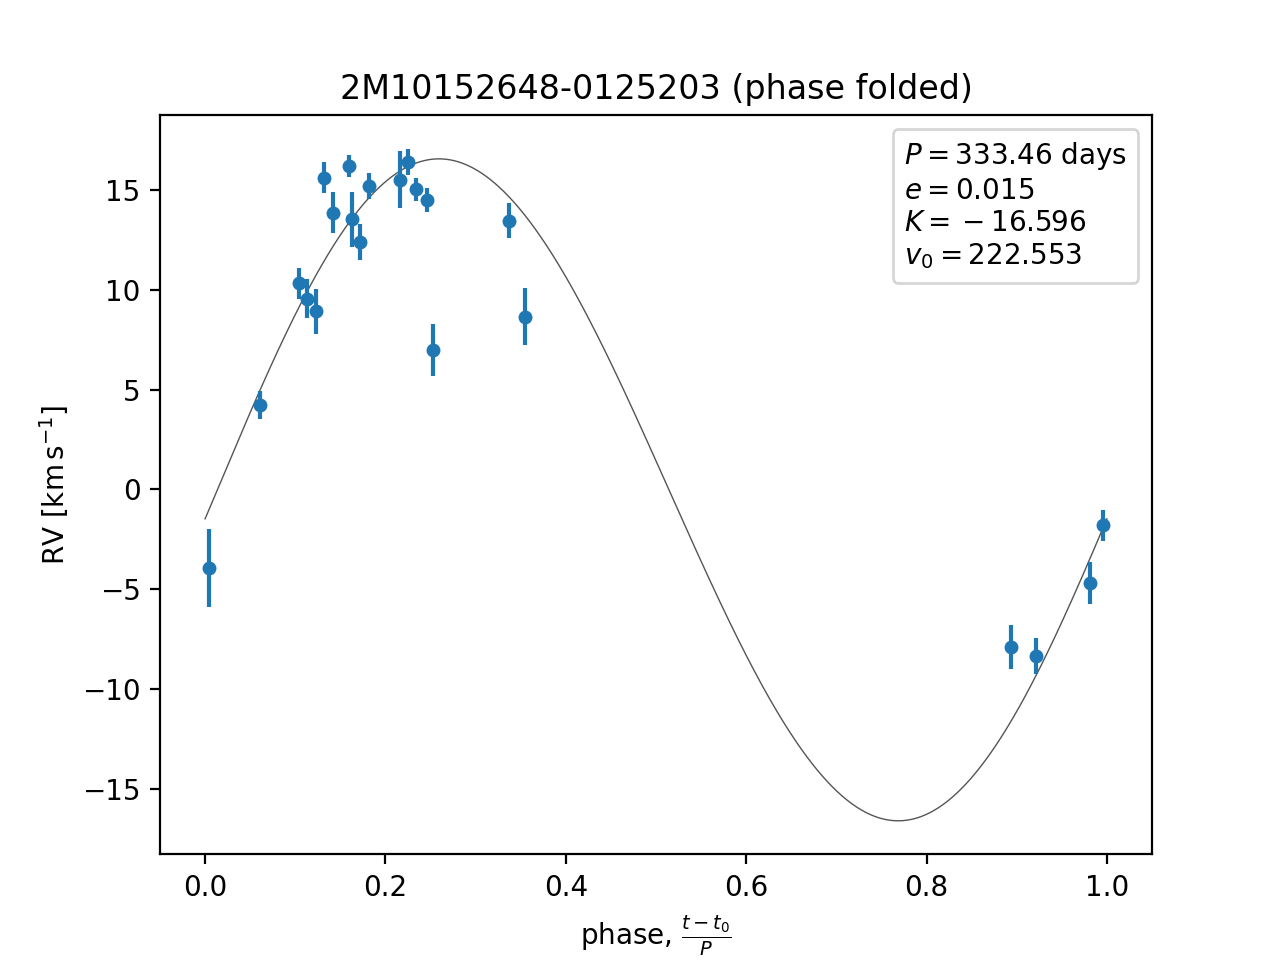 2M10152648-0125203 (phase folded)
P = 333.46 days
e = 0.015
K = −16.596
v₀ = 222.553
15
10
5
0
−5
−10
−15
RV [km s⁻¹]
0.0 0.2 0.4 0.6 0.8 1.0
phase, (t − t₀)/P